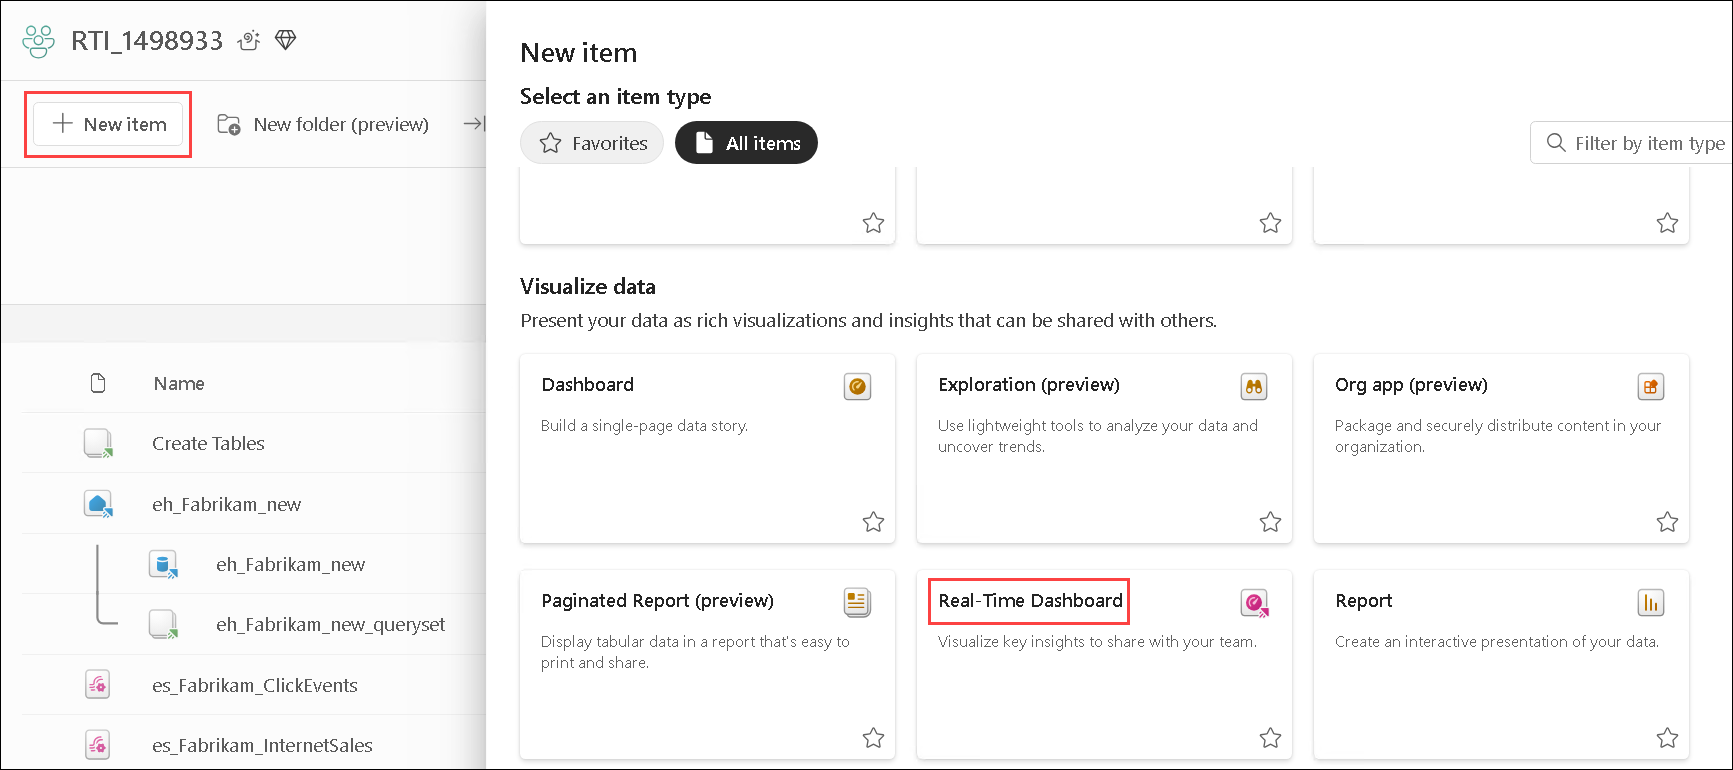 RTI_1498933
New item
New folder (preview)
Name
Create Tables
eh_Fabrikam_new
eh_Fabrikam_new
eh_Fabrikam_new_queryset
es_Fabrikam_ClickEvents
es_Fabrikam_InternetSales
New item
Select an item type
Favorites
All items
Filter by item type
Visualize data
Present your data as rich visualizations and insights that can be shared with others.
Dashboard
Build a single-page data story.
Exploration (preview)
Use lightweight tools to analyze your data and
uncover trends.
Org app (preview)
Package and securely distribute content in your
organization.
Paginated Report (preview)
Display tabular data in a report that's easy to
print and share.
Real-Time Dashboard
Visualize key insights to share with your team.
Report
Create an interactive presentation of your data.